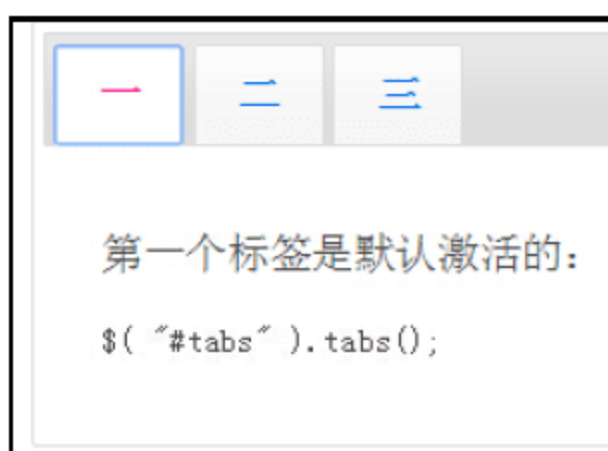 一 二 三
第一个标签是默认激活的：
$( "#tabs" ).tabs();